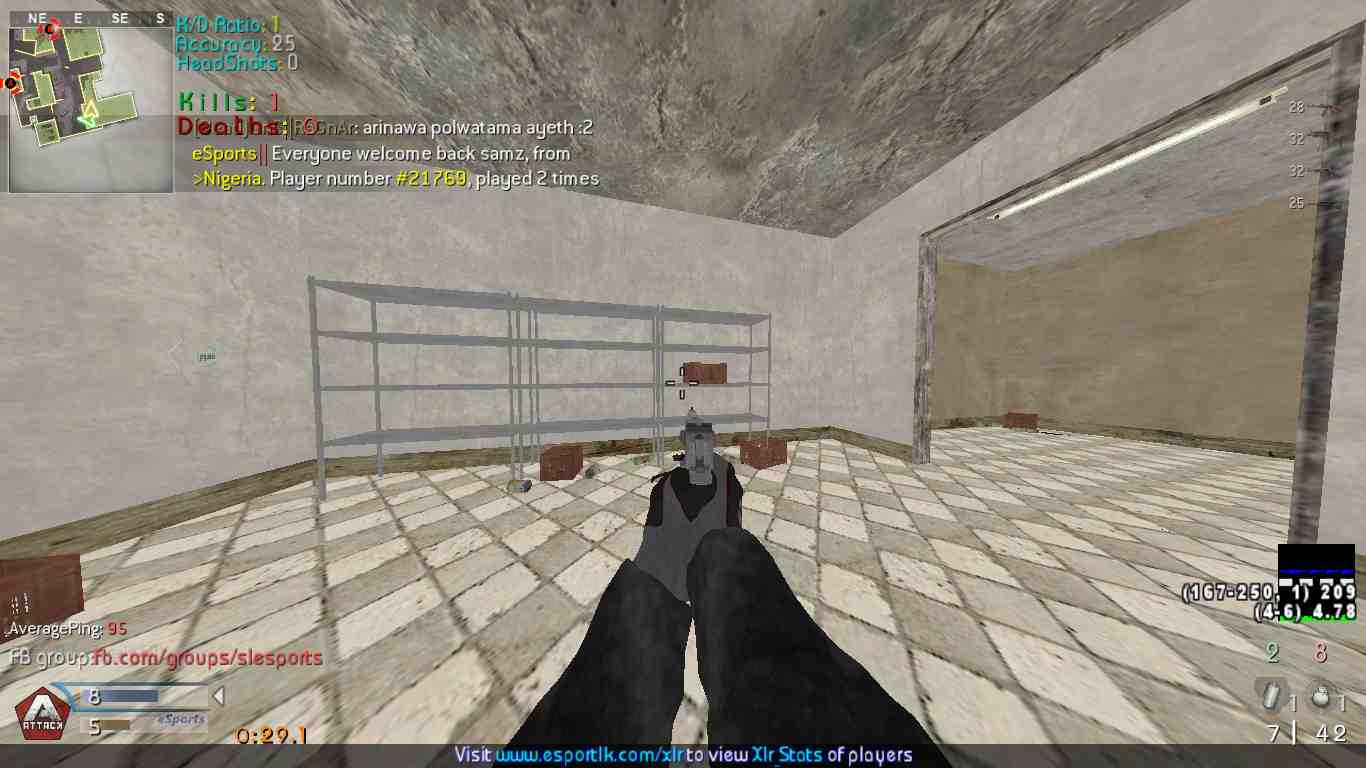 NE E SE S
K/D Ratio: 1
Accuracy: 25
HeadShots: 0
Kills: 1
Deaths: 0
arinawa polwatama ayeth :2
eSports|| Everyone welcome back samz, from
>Nigeria. Player number #21769, played 2 times
28
32
32
25
(167-250, 1) 209
(4-6) 4.78
AveragePing: 95
FB group:fb.com/groups/slesports
2 8
8
ATTACK
5 eSports
1 1
0:29.1
7| 42
Visit www.esportlk.com/xlr to view Xlr Stats of players